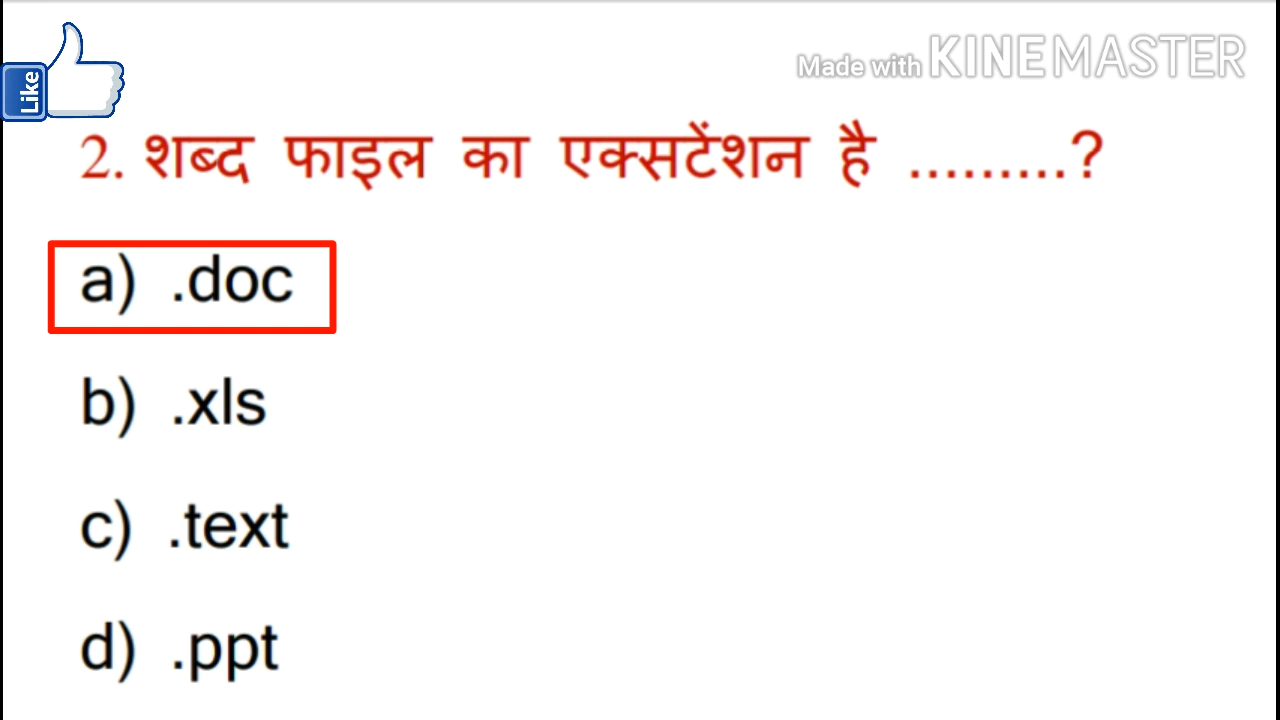 Like
Made with KINEMASTER
2. शब्द फाइल का एक्सटेंशन है .........?
a) .doc
b) .xls
c) .text
d) .ppt